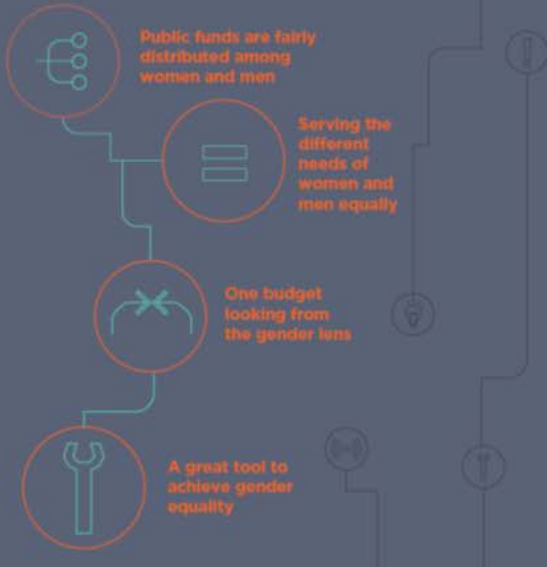 Public funds are fairly
distributed among
women and men
Serving the
different
needs of
women and
men equally
One budget
looking from
the gender lens
A great tool to
achieve gender
equality